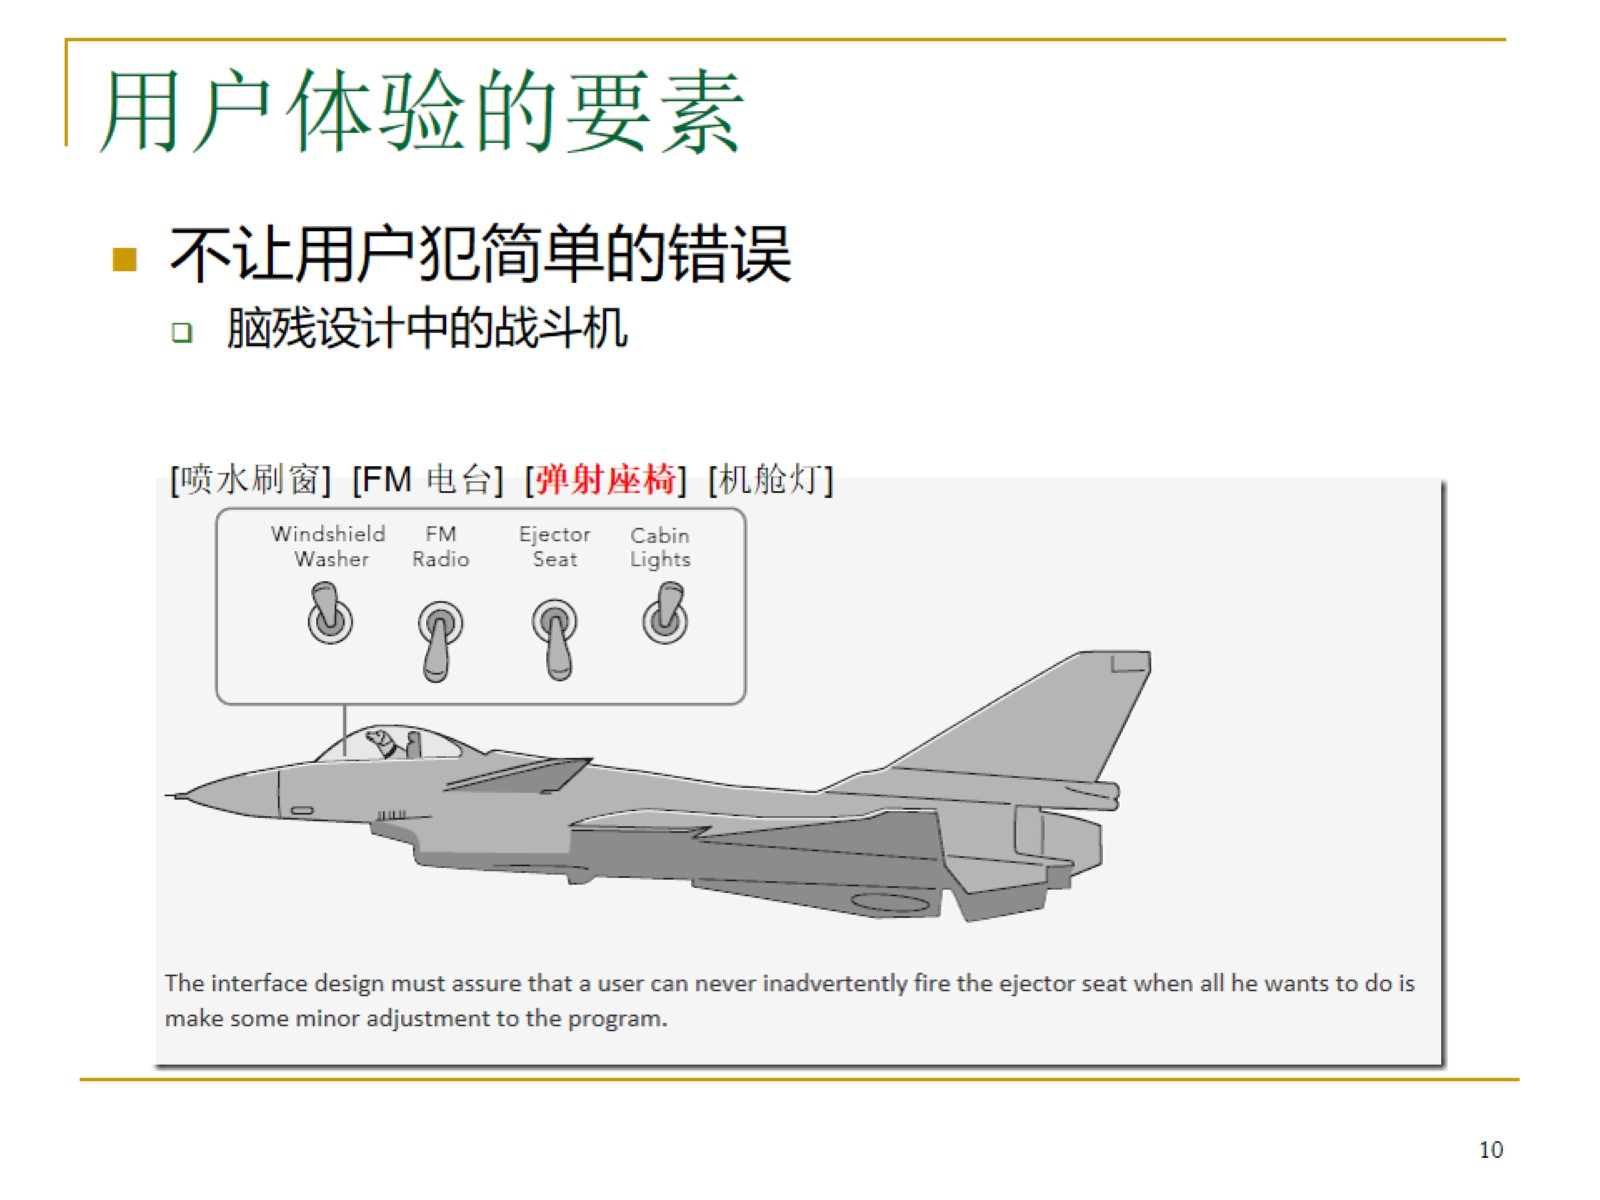 用户体验的要素
不让用户犯简单的错误
脑残设计中的战斗机
[喷水刷窗] [FM 电台] [弹射座椅] [机舱灯]
Windshield Washer
FM Radio
Ejector Seat
Cabin Lights
The interface design must assure that a user can never inadvertently fire the ejector seat when all he wants to do is
make some minor adjustment to the program.
10